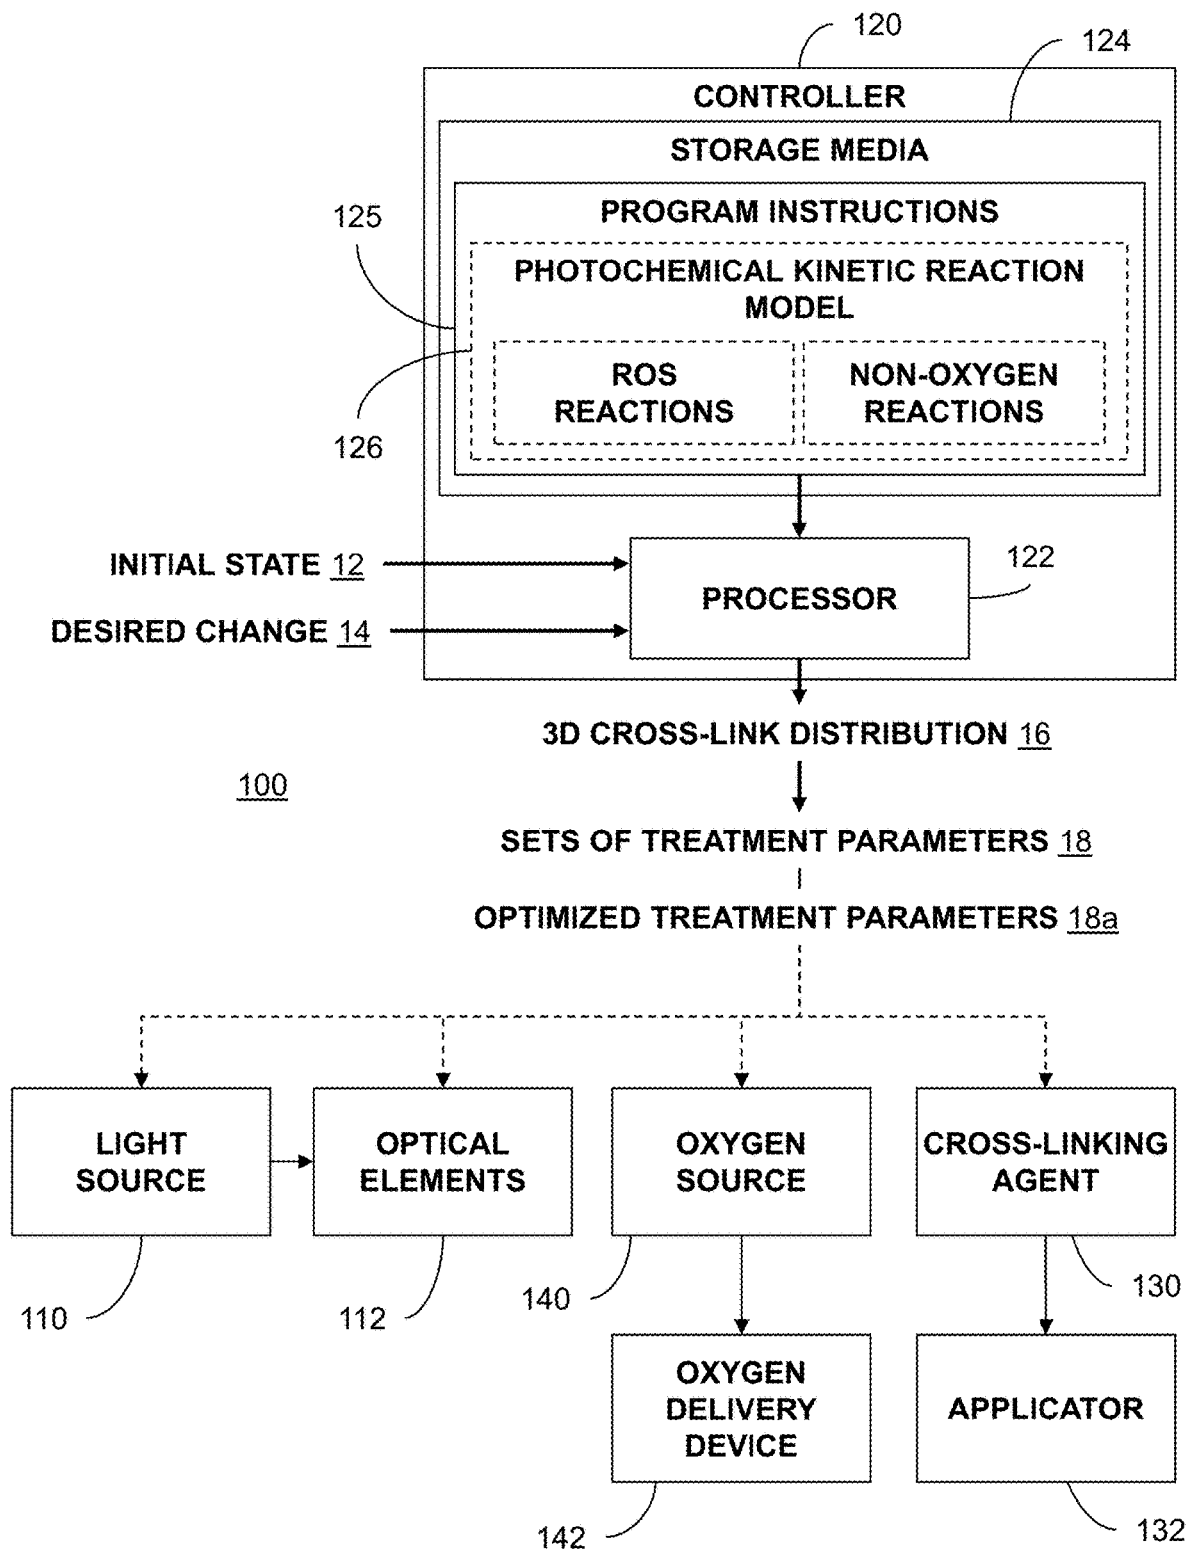 120
124
CONTROLLER
STORAGE MEDIA
PROGRAM INSTRUCTIONS
125
PHOTOCHEMICAL KINETIC REACTION
MODEL
ROS
REACTIONS
NON-OXYGEN
REACTIONS
126
INITIAL STATE 12
122
PROCESSOR
DESIRED CHANGE 14
3D CROSS-LINK DISTRIBUTION 16
100
SETS OF TREATMENT PARAMETERS 18
OPTIMIZED TREATMENT PARAMETERS 18a
LIGHT
SOURCE
OPTICAL
ELEMENTS
OXYGEN
SOURCE
CROSS-LINKING
AGENT
110
112
140
130
OXYGEN
DELIVERY
DEVICE
APPLICATOR
142
132